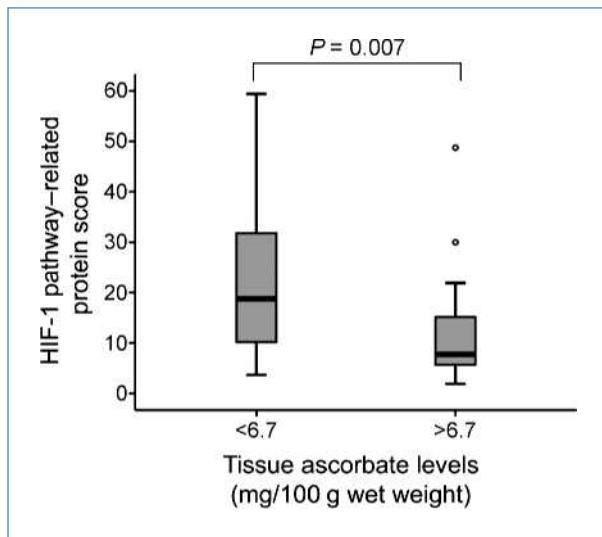 P = 0.007
HIF-1 pathway–related
protein score
60
50
40
30
20
10
0
<6.7
>6.7
Tissue ascorbate levels
(mg/100 g wet weight)